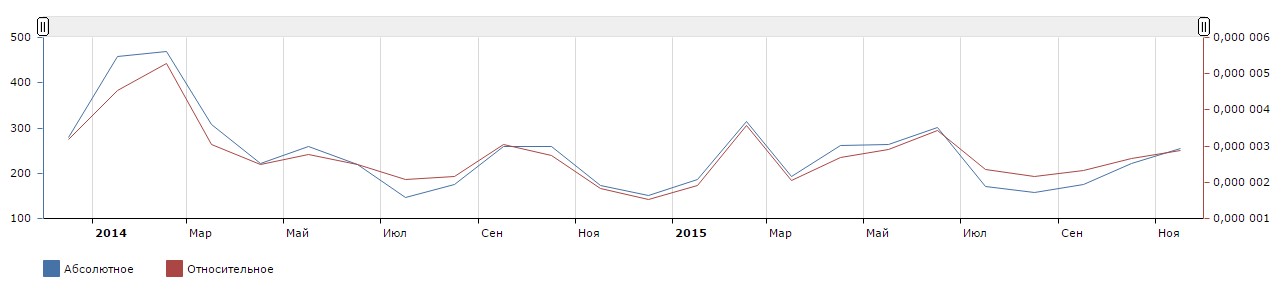 500 0,000 006
400 0,000 005
0,000 004
300
0,000 003
200 0,000 002
100 0,000 001
2014 Мар Май Июл Сен Ноя 2015 Мар Май Июл Сен Ноя
Абсолютное Относительное